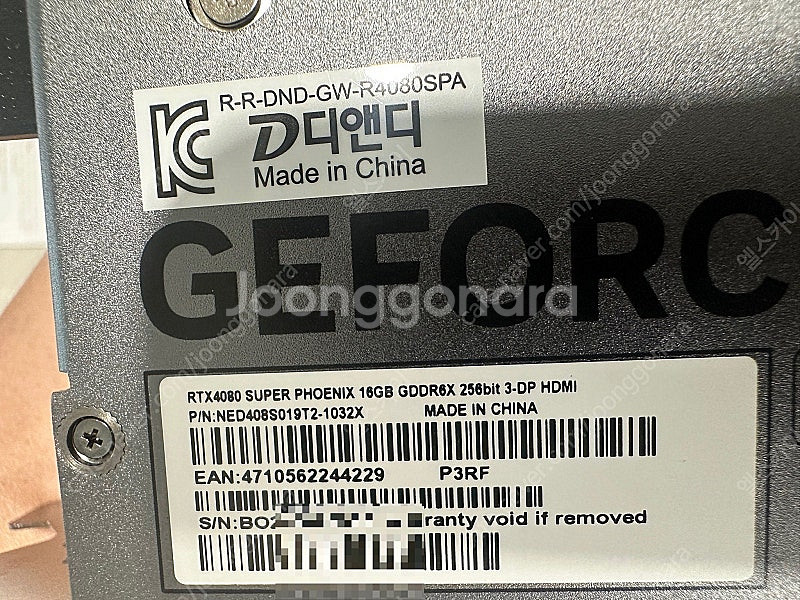 R-R-DND-GW-R4080SPA
D디앤디
Made in China
GEFORC
Joonggonara
RTX4080 SUPER PHOENIX 16GB GDDR6X 256bit 3-DP HDMI
P/N:NED408S019T2-1032X MADE IN CHINA
EAN:4710562244229 P3RF
S/N:BO2 ranty void if removed